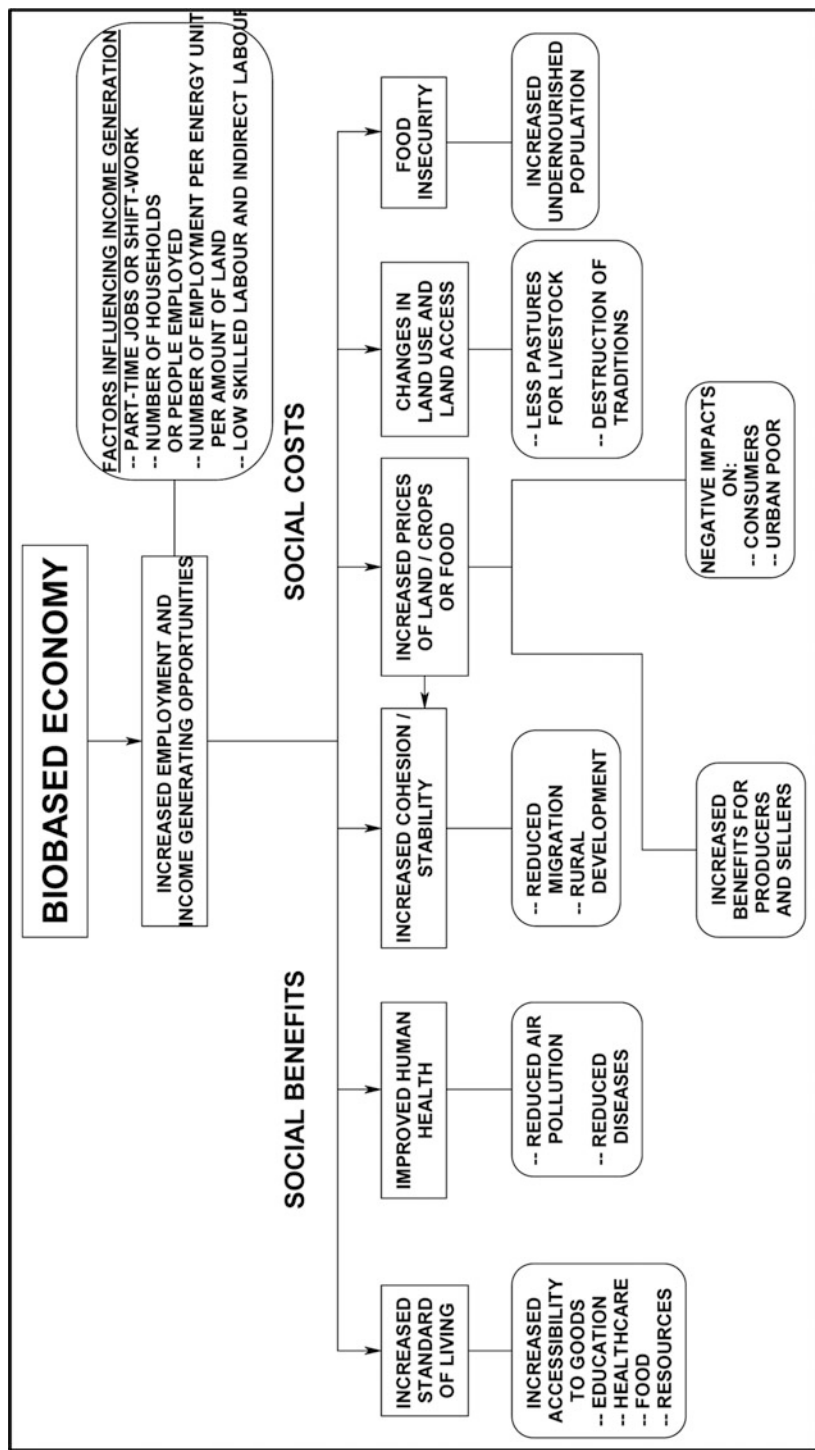 BIOBASED ECONOMY
INCREASED EMPLOYMENT AND
INCOME GENERATING OPPORTUNITIES
FACTORS INFLUENCING INCOME GENERATION
-- PART-TIME JOBS OR SHIFT-WORK
-- NUMBER OF HOUSEHOLDS
OR PEOPLE EMPLOYED
-- NUMBER OF EMPLOYMENT PER ENERGY UNIT
PER AMOUNT OF LAND
-- LOW SKILLED LABOUR AND INDIRECT LABOUR
SOCIAL BENEFITS
SOCIAL COSTS
INCREASED
STANDARD
OF LIVING
IMPROVED HUMAN
HEALTH
INCREASED COHESION /
STABILITY
INCREASED PRICES
OF LAND / CROPS
OR FOOD
CHANGES IN
LAND USE AND
LAND ACCESS
FOOD
INSECURITY
INCREASED
ACCESSIBILITY
TO GOODS
-- EDUCATION
-- HEALTHCARE
-- FOOD
-- RESOURCES
-- REDUCED AIR
POLLUTION
-- REDUCED
DISEASES
-- REDUCED
MIGRATION
-- RURAL
DEVELOPMENT
-- LESS PASTURES
FOR LIVESTOCK
-- DESTRUCTION OF
TRADITIONS
INCREASED
UNDERNOURISHED
POPULATION
INCREASED
BENEFITS FOR
PRODUCERS
AND SELLERS
NEGATIVE IMPACTS
ON:
-- CONSUMERS
-- URBAN POOR